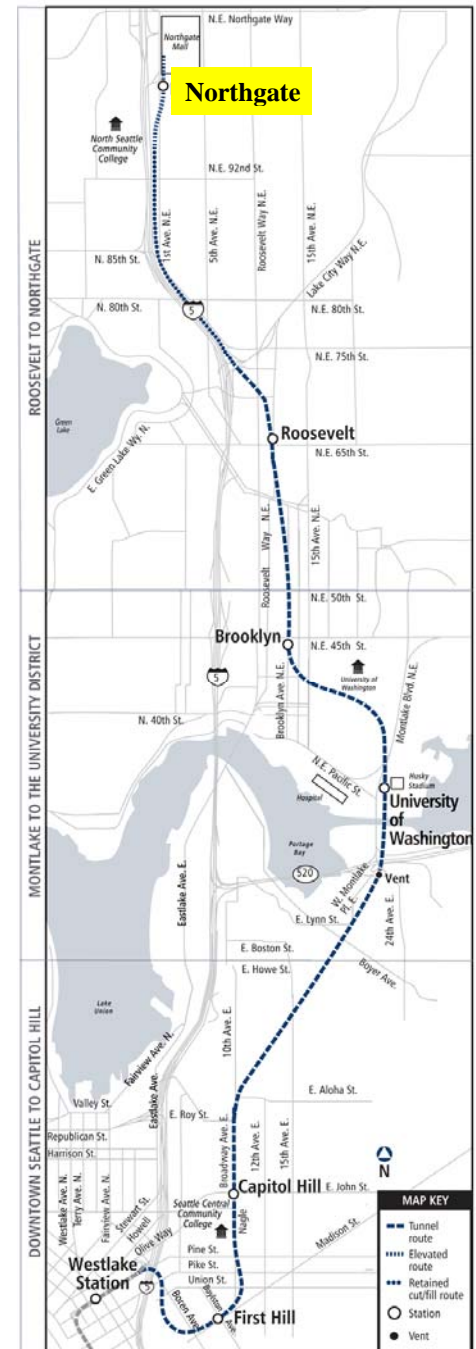 N.E. Northgate Way
Northgate
Mall
Northgate
North Seattle
Community
College
N.E. 92nd St.
1st Ave. N.E.
5th Ave. N.E.
Roosevelt Way N.E.
15th Ave. N.E.
Lake City Way N.E.
N. 85th St.
N. 80th St.
5
N.E. 80th St.
N.E. 75th St.
ROOSEVELT TO NORTHGATE
Green
Lake
E. Green Lake Wy. N.
Roosevelt
N.E. 65th St.
Roosevelt Way N.E.
15th Ave. N.E.
N.E. 50th St.
Brooklyn
N.E. 45th St.
University of
Washington
MONTLAKE TO THE UNIVERSITY DISTRICT
5
Brooklyn Ave. N.E.
Montlake Blvd. N.E.
N. 40th St.
N.E. Pacific St.
Husky
Stadium
Hospital
University
of
Washington
Portage
Bay
520
Vent
W. Montlake
Pl. E.
24th Ave. E.
Eastlake Ave. E.
E. Lynn St.
E. Boston St.
Boyer Ave.
E. Howe St.
DOWNTOWN SEATTLE TO CAPITOL HILL
Lake
Union
Fairview Ave. N.
10th Ave. E.
Eastlake Ave.
E. Aloha St.
Valley St.
E. Roy St.
Republican St.
Harrison St.
Broadway Ave. E.
12th Ave. E.
15th Ave. E.
N
Westlake Ave. N.
Terry Ave. N.
Fairview Ave. N.
Stewart St.
Howell
Olive Way
Seattle Central
Community
College
Capitol Hill
E. John St.
Nagle
Madison St.
Pine St.
Pike St.
Union St.
Westlake
Station
5
Boren Ave.
Boylston Ave.
First Hill
MAP KEY
Tunnel
route
Elevated
route
Retained
cut/fill route
Station
Vent